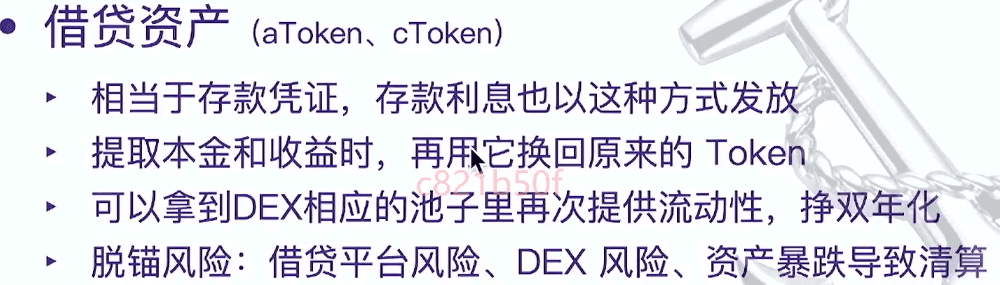 • 借贷资产（aToken、cToken）
‣ 相当于存款凭证，存款利息也以这种方式发放
‣ 提取本金和收益时，再用它换回原来的 Token
c821b50f
‣ 可以拿到DEX相应的池子里再次提供流动性，挣双年化
‣ 脱锚风险：借贷平台风险、DEX 风险、资产暴跌导致清算